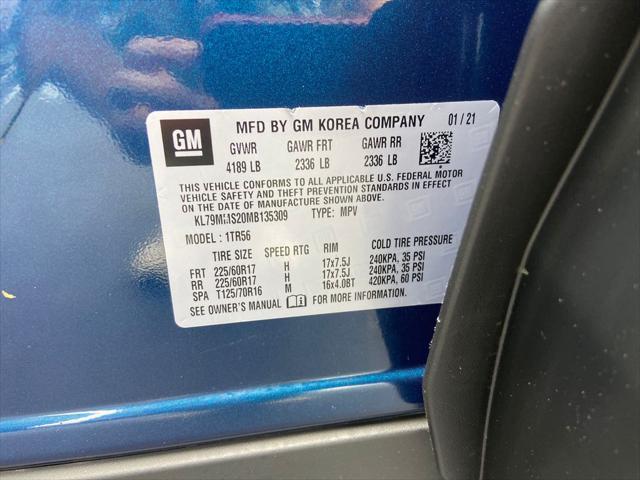 GM MFD BY GM KOREA COMPANY 01 / 21
GVWR GAWR FRT GAWR RR
4189 LB 2336 LB 2336 LB
THIS VEHICLE CONFORMS TO ALL APPLICABLE U.S. FEDERAL MOTOR
VEHICLE SAFETY AND THEFT PREVENTION STANDARDS IN EFFECT ON
THE DATE OF MANUFACTURE SHOWN ABOVE.
KL79MMS20MB135309 TYPE: MPV
MODEL: 1TR56
TIRE SIZE SPEED RTG RIM COLD TIRE PRESSURE
FRT 225/60R17 H 17x7.5J 240KPA, 35 PSI
RR 225/60R17 H 17x7.5J 240KPA, 35 PSI
SPA T125/70R16 M 16x4.0BT 420KPA, 60 PSI
SEE OWNER'S MANUAL FOR MORE INFORMATION.